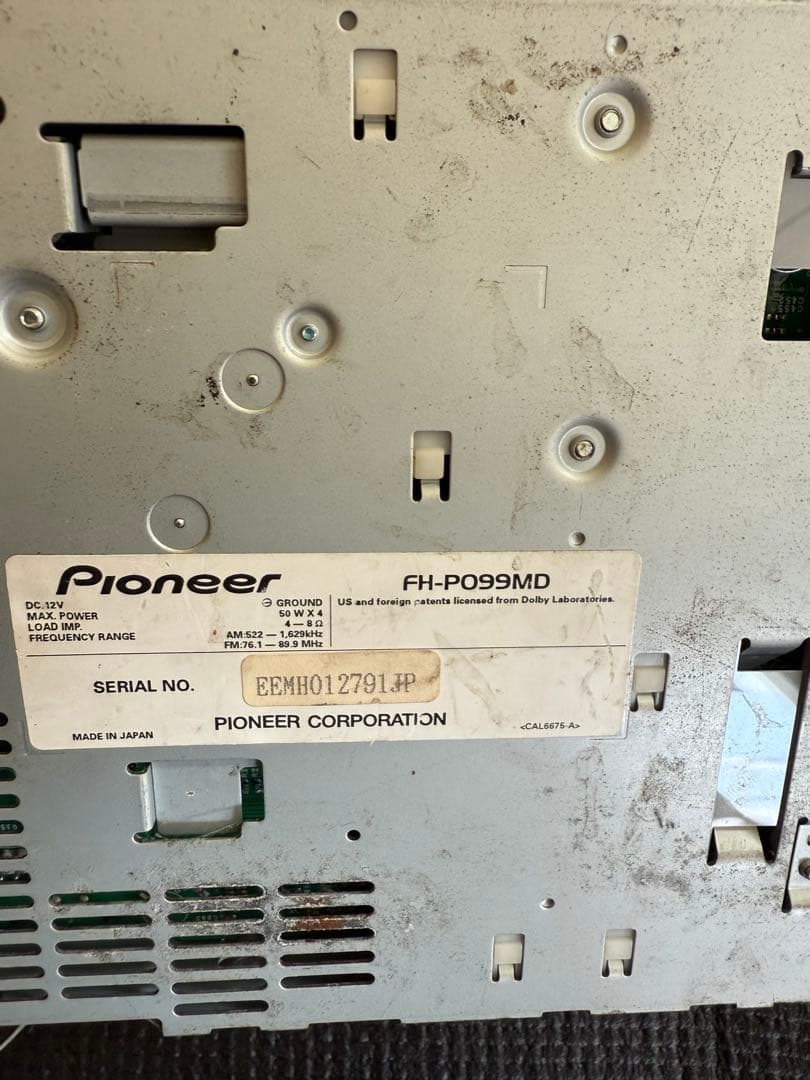 Pioneer
FH-P099MD
DC.12V ⊖ GROUND
MAX. POWER 50 W X 4
LOAD IMP. 4 — 8 Ω
FREQUENCY RANGE AM:522 — 1,629kHz
FM:76.1 — 89.9 MHz
US and foreign patents licensed from Dolby Laboratories.
SERIAL NO. EEMH012791JP
PIONEER CORPORATION
MADE IN JAPAN
<CAL6675-A>